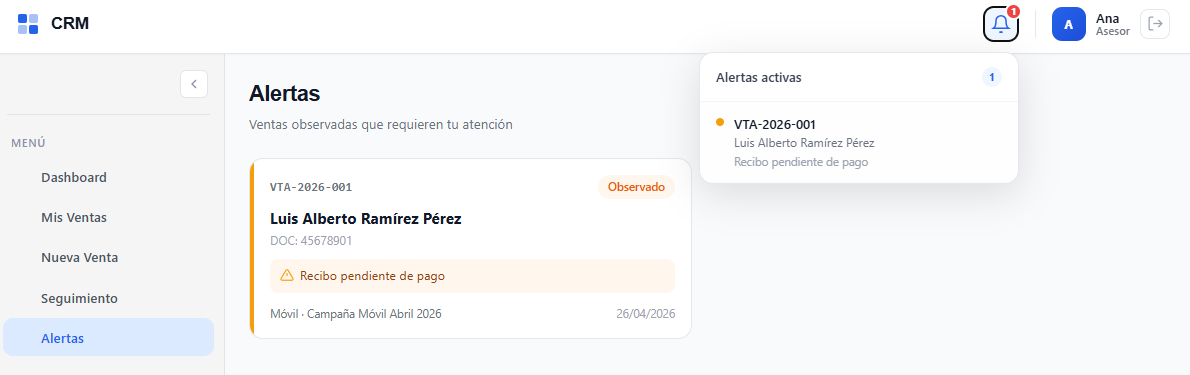 CRM
1
A
Ana
Asesor
Alertas activas
1
VTA-2026-001
Luis Alberto Ramírez Pérez
Recibo pendiente de pago
MENÚ
Dashboard
Mis Ventas
Nueva Venta
Seguimiento
Alertas
Alertas
Ventas observadas que requieren tu atención
VTA-2026-001
Observado
Luis Alberto Ramírez Pérez
DOC: 45678901
Recibo pendiente de pago
Móvil · Campaña Móvil Abril 2026
26/04/2026